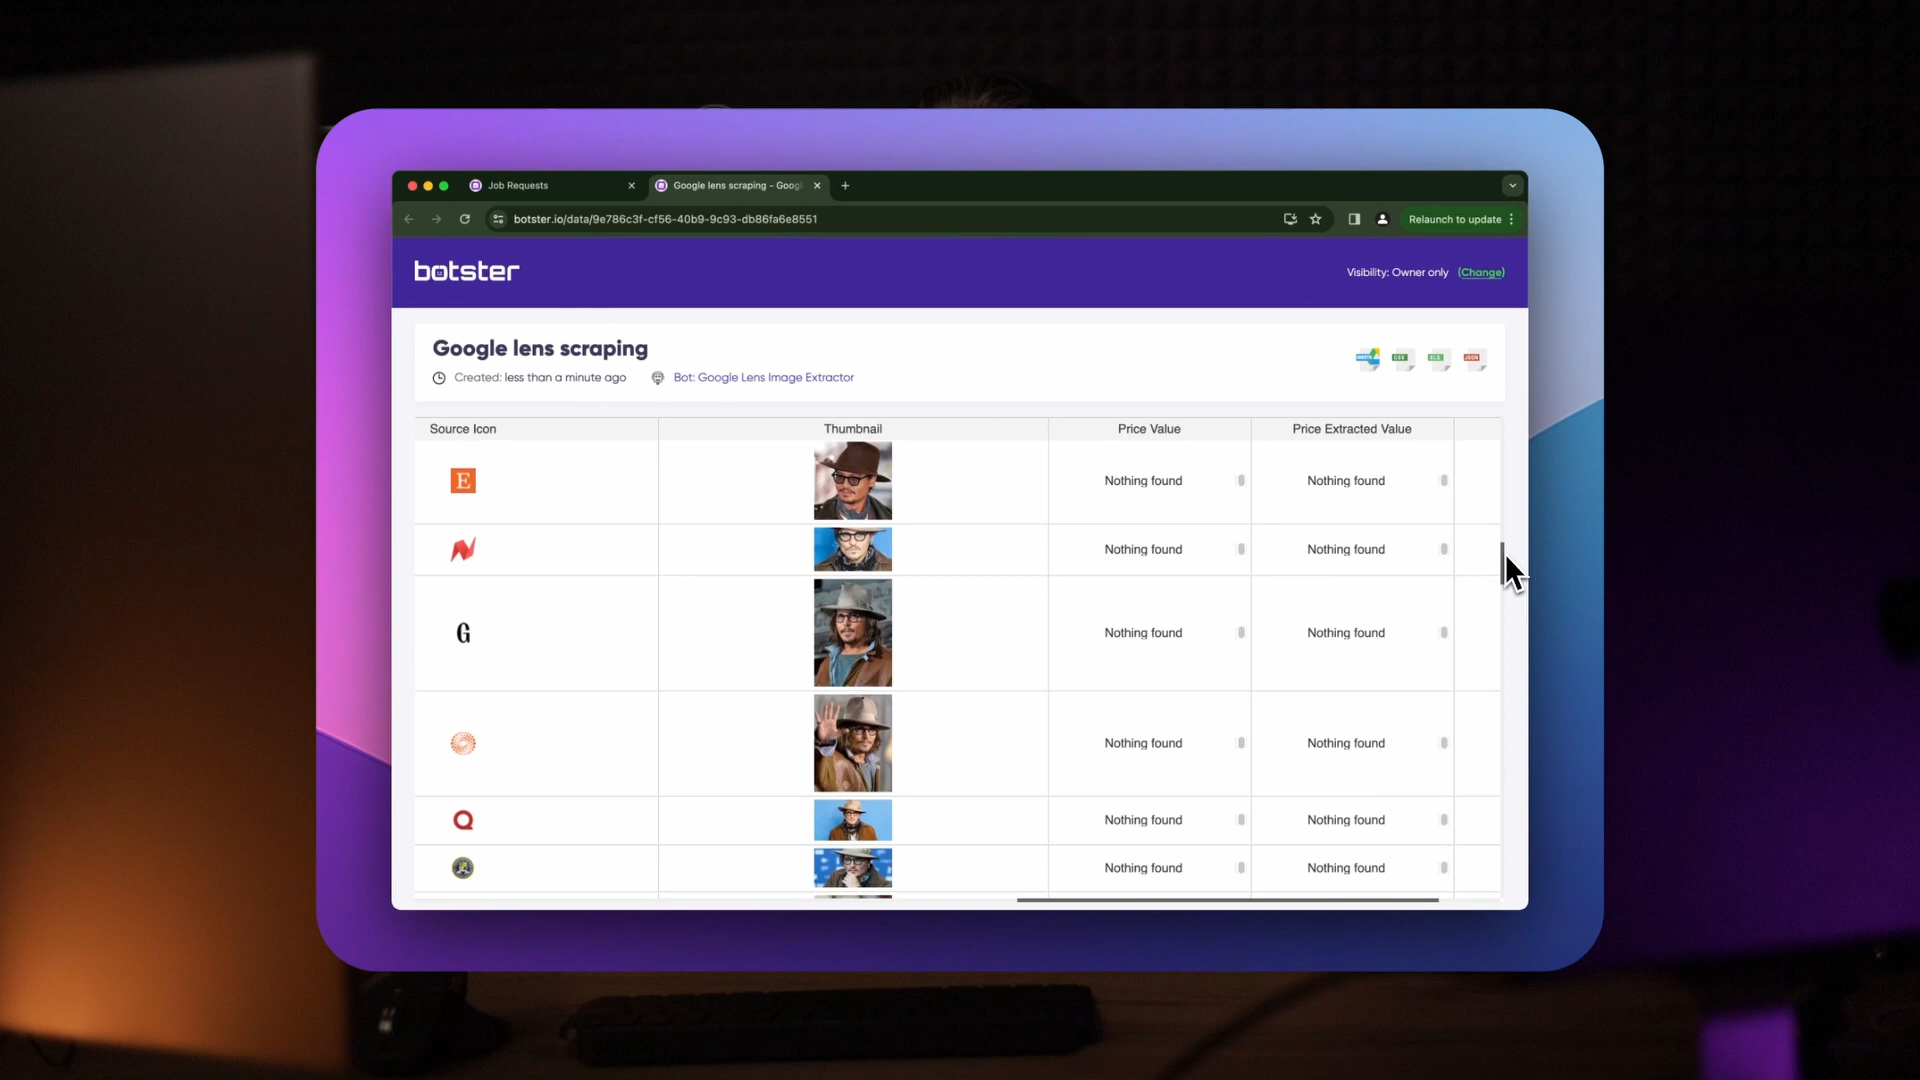 Job Requests
Google lens scraping - Googl
botster.io/data/9e786c3f-cf56-40b9-9c93-db86fa6e8551
Relaunch to update
botster
Visibility: Owner only (Change)
Google lens scraping
Created: less than a minute ago
Bot: Google Lens Image Extractor
CSV
XLS
JSON
Source Icon
Thumbnail
Price Value
Price Extracted Value
E
Nothing found
Nothing found
Nothing found
Nothing found
G
Nothing found
Nothing found
Nothing found
Nothing found
Q
Nothing found
Nothing found
Nothing found
Nothing found